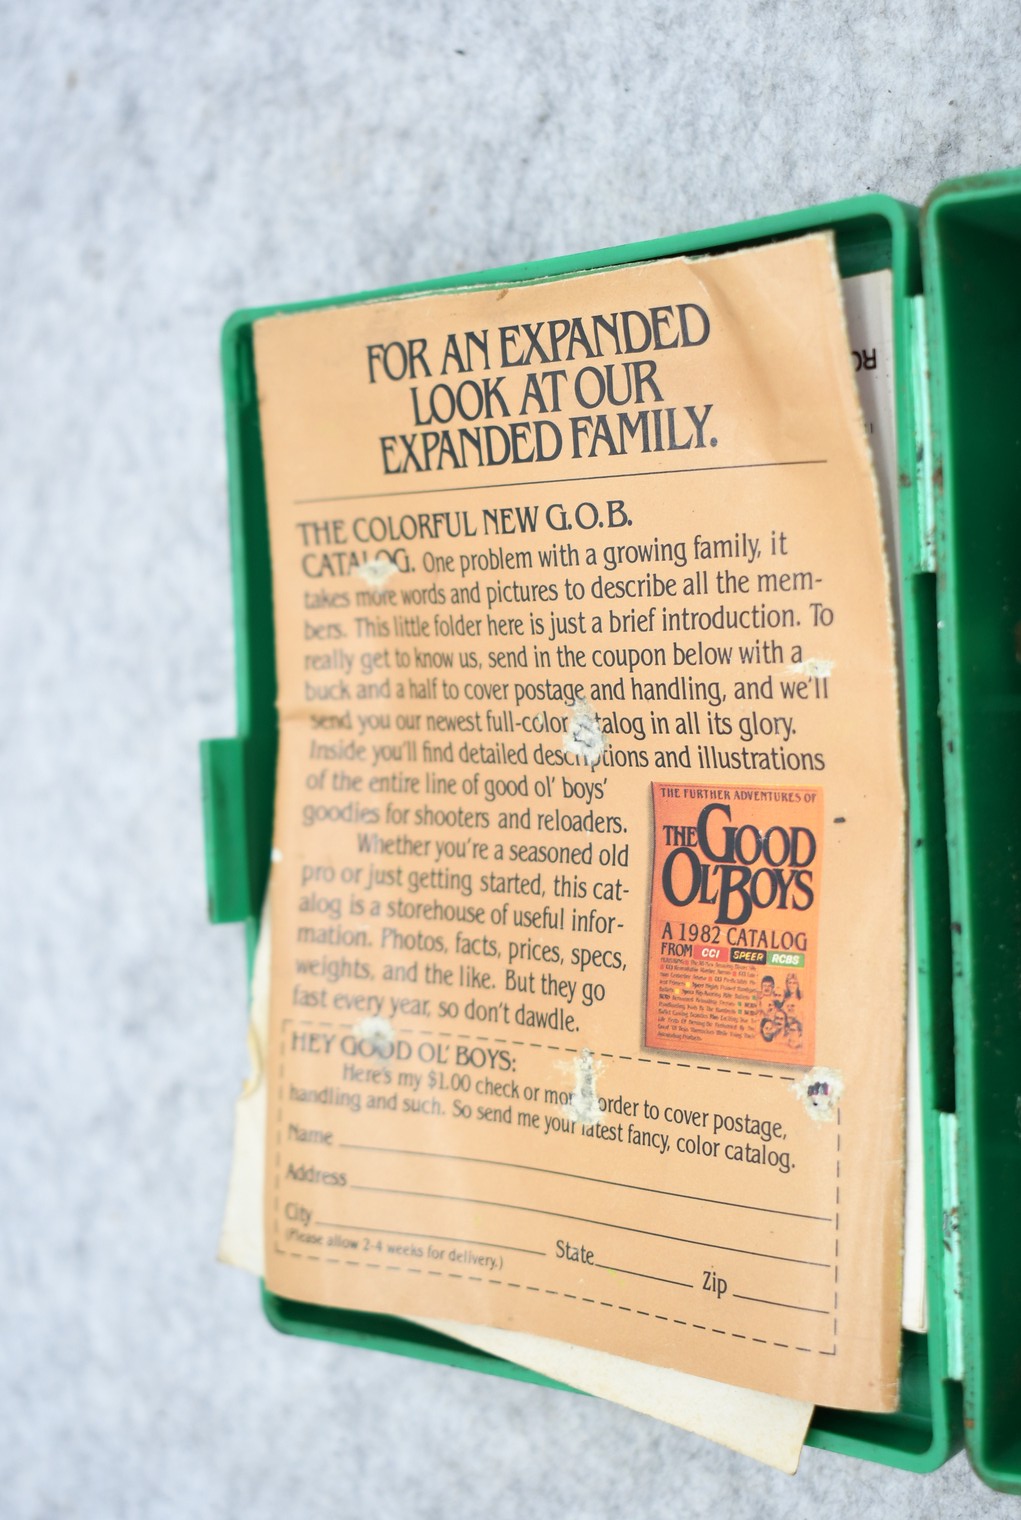 FOR AN EXPANDED
LOOK AT OUR
EXPANDED FAMILY.
THE COLORFUL NEW G.O.B.
CATALOG. One problem with a growing family, it
takes more words and pictures to describe all the mem-
bers. This little folder here is just a brief introduction. To
really get to know us, send in the coupon below with a
buck and a half to cover postage and handling, and we'll
send you our newest full-color catalog in all its glory.
Inside you'll find detailed descriptions and illustrations
of the entire line of good ol' boys'
goodies for shooters and reloaders.
Whether you're a seasoned old
pro or just getting started, this cat-
alog is a storehouse of useful infor-
mation. Photos, facts, prices, specs,
weights, and the like. But they go
fast every year, so don't dawdle.
THE FURTHER ADVENTURES OF
THE GOOD
OL' BOYS
A 1982 CATALOG
FROM CCI SPEER RCBS
HEY GOOD OL' BOYS:
Here's my $1.00 check or money order to cover postage,
handling and such. So send me your latest fancy, color catalog.
Name
Address
City State Zip
(Please allow 2-4 weeks for delivery.)